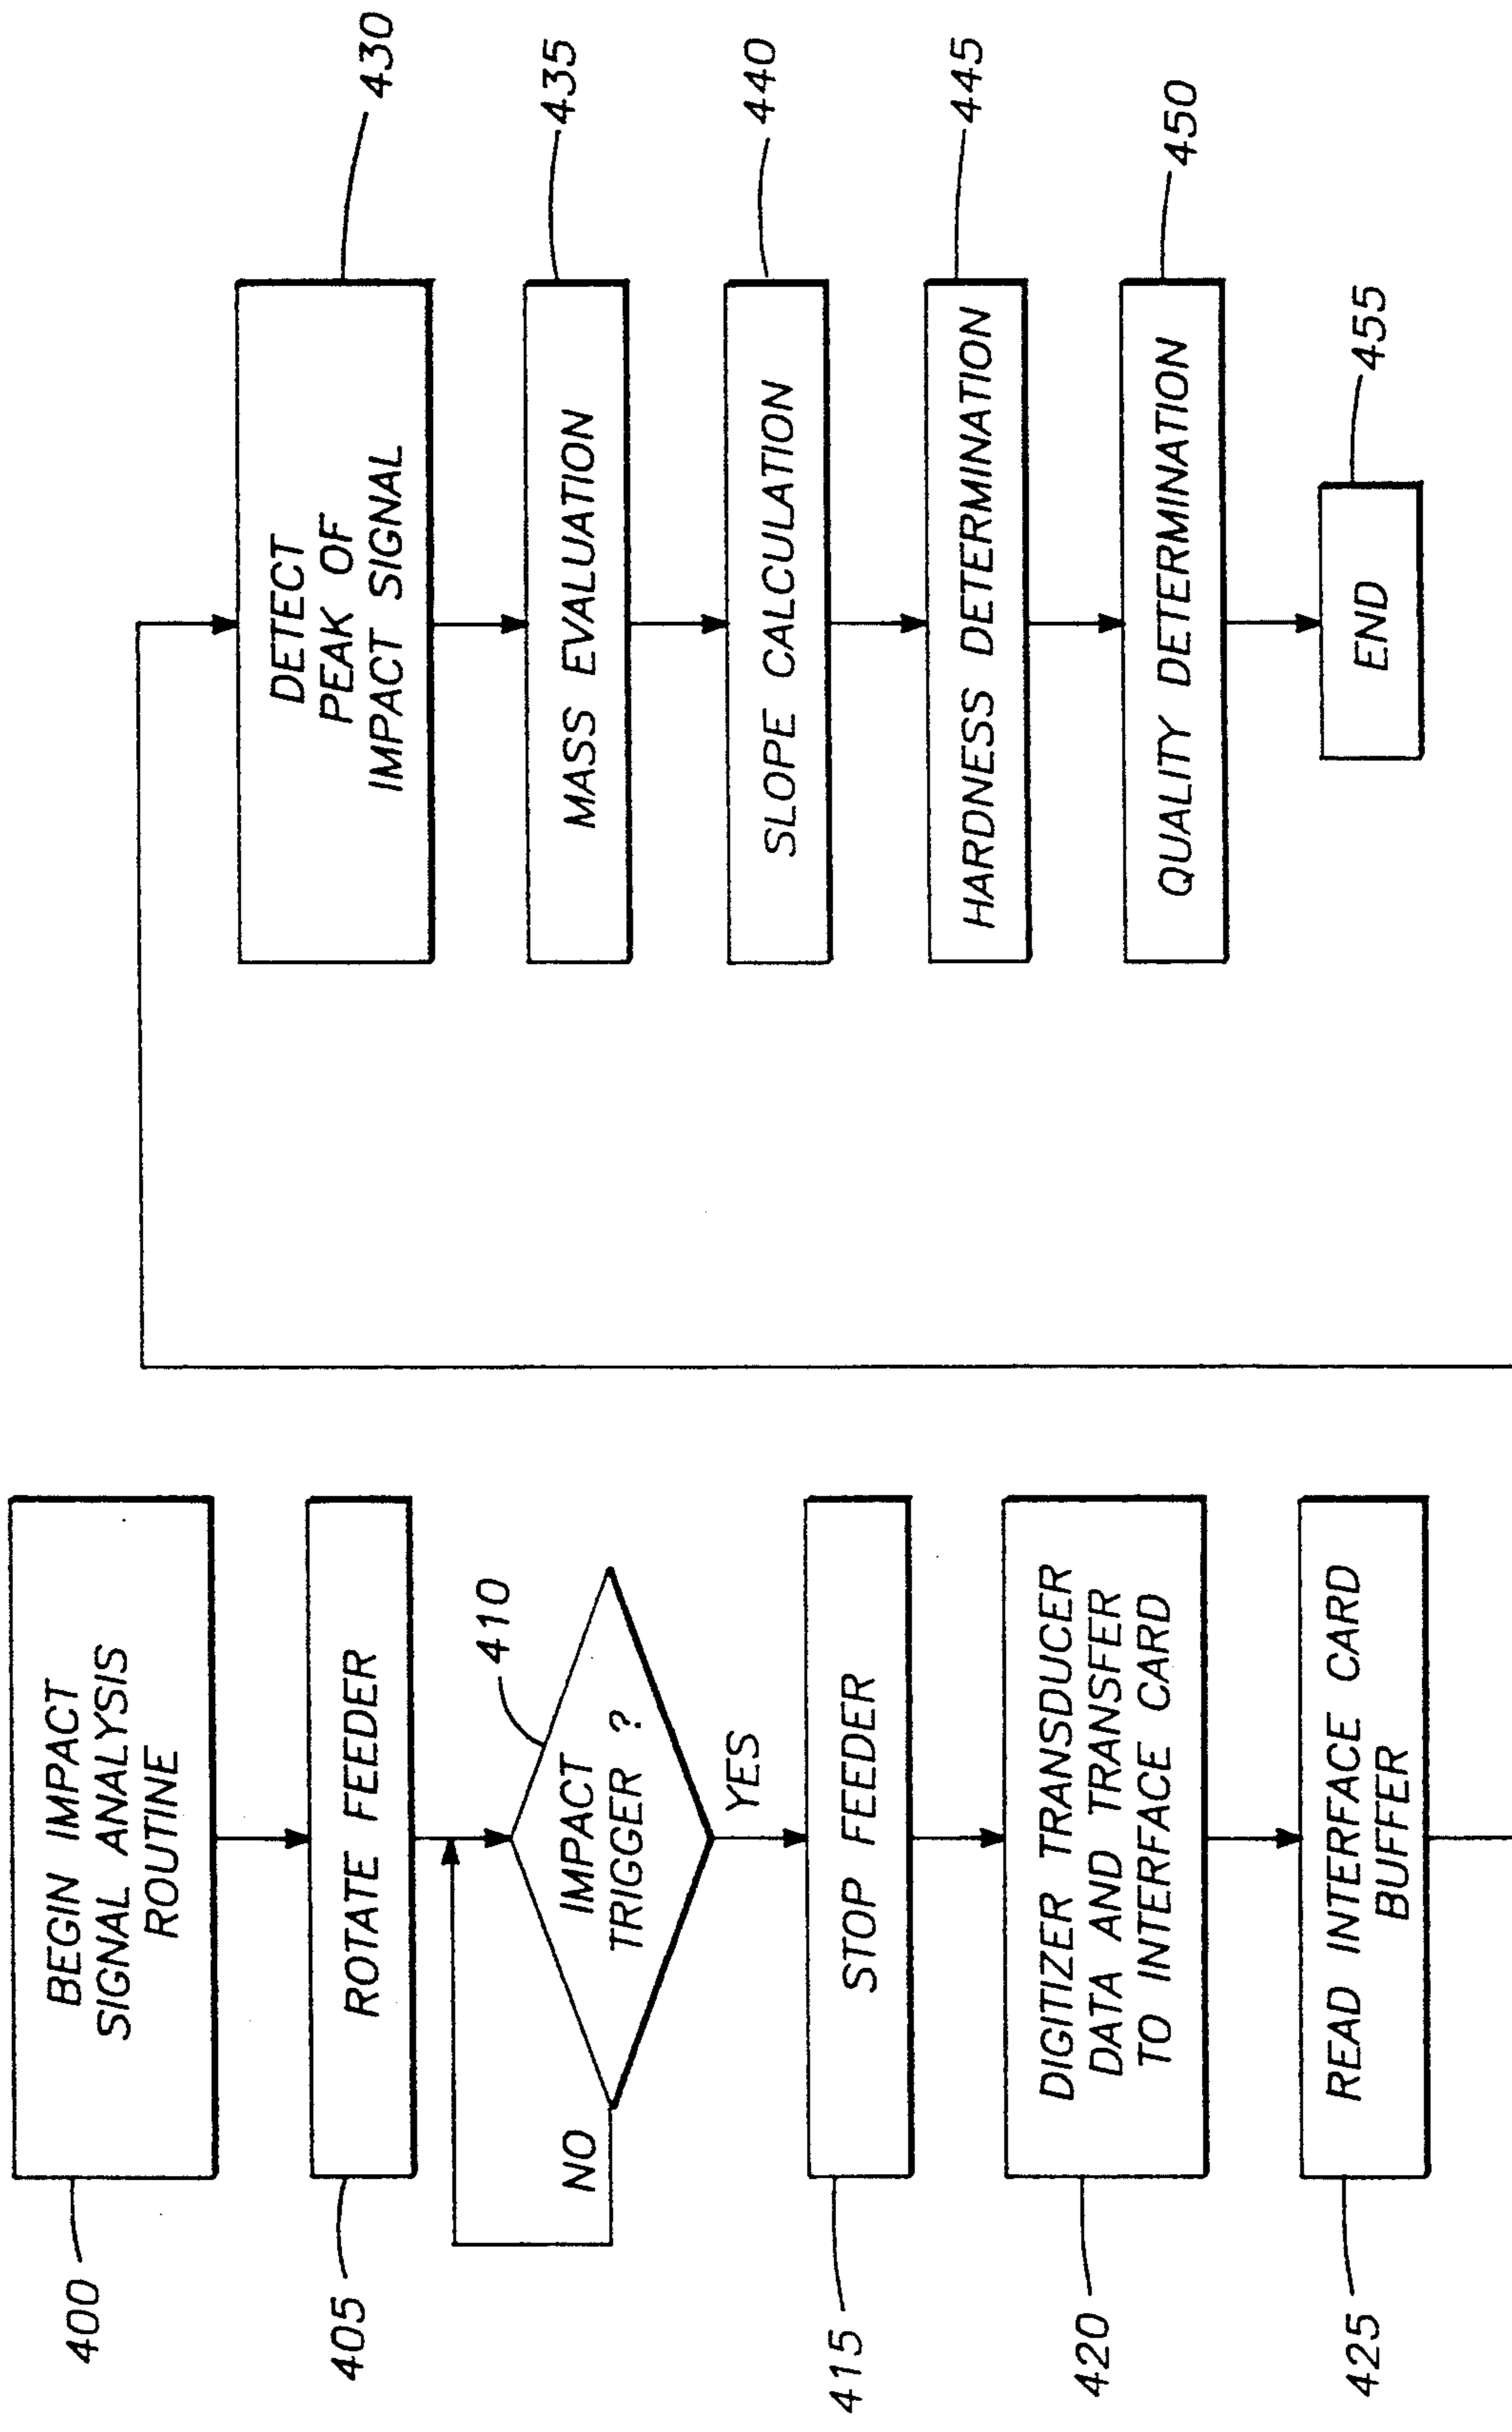 400
BEGIN IMPACT
SIGNAL ANALYSIS
ROUTINE
405
ROTATE FEEDER
410
IMPACT
TRIGGER ?
NO
YES
415
STOP FEEDER
420
DIGITIZER TRANSDUCER
DATA AND TRANSFER
TO INTERFACE CARD
425
READ INTERFACE CARD
BUFFER
DETECT
PEAK OF
IMPACT SIGNAL
430
MASS EVALUATION
435
SLOPE CALCULATION
440
HARDNESS DETERMINATION
445
QUALITY DETERMINATION
450
END
455